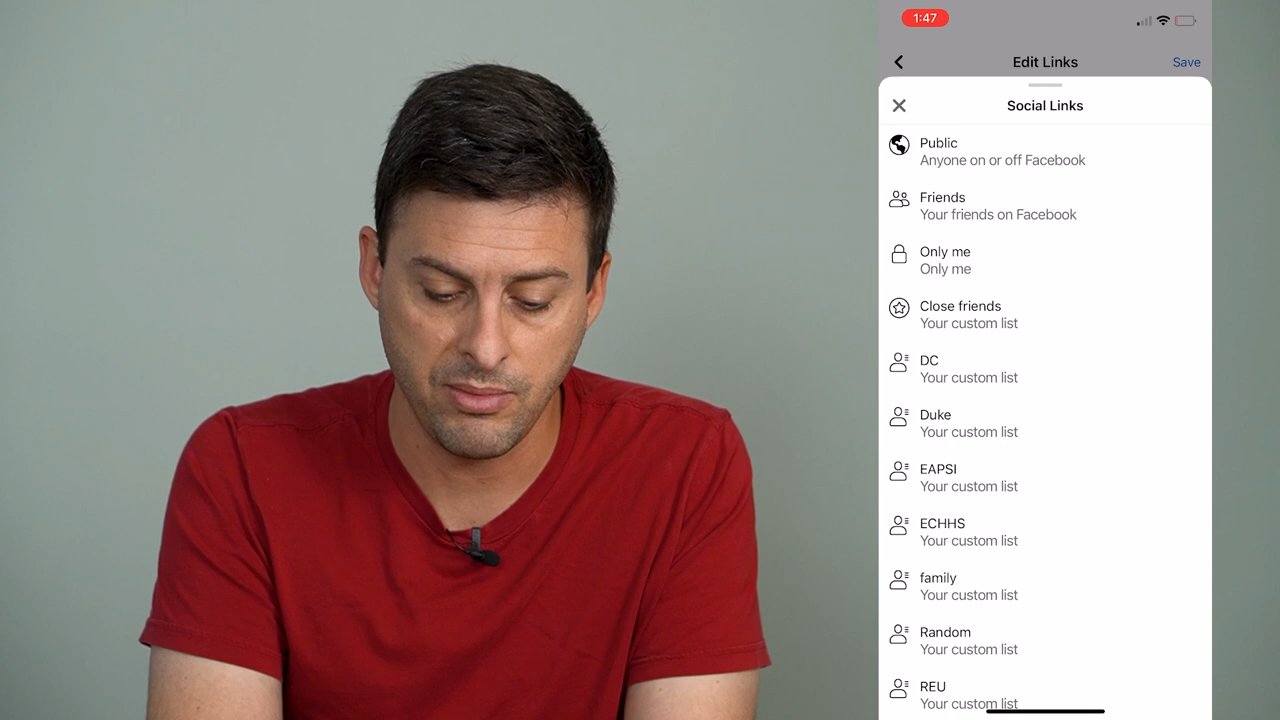 1:47
Edit Links
Save
Social Links
Public
Anyone on or off Facebook
Friends
Your friends on Facebook
Only me
Only me
Close friends
Your custom list
DC
Your custom list
Duke
Your custom list
EAPSI
Your custom list
ECHHS
Your custom list
family
Your custom list
Random
Your custom list
REU
Your custom list